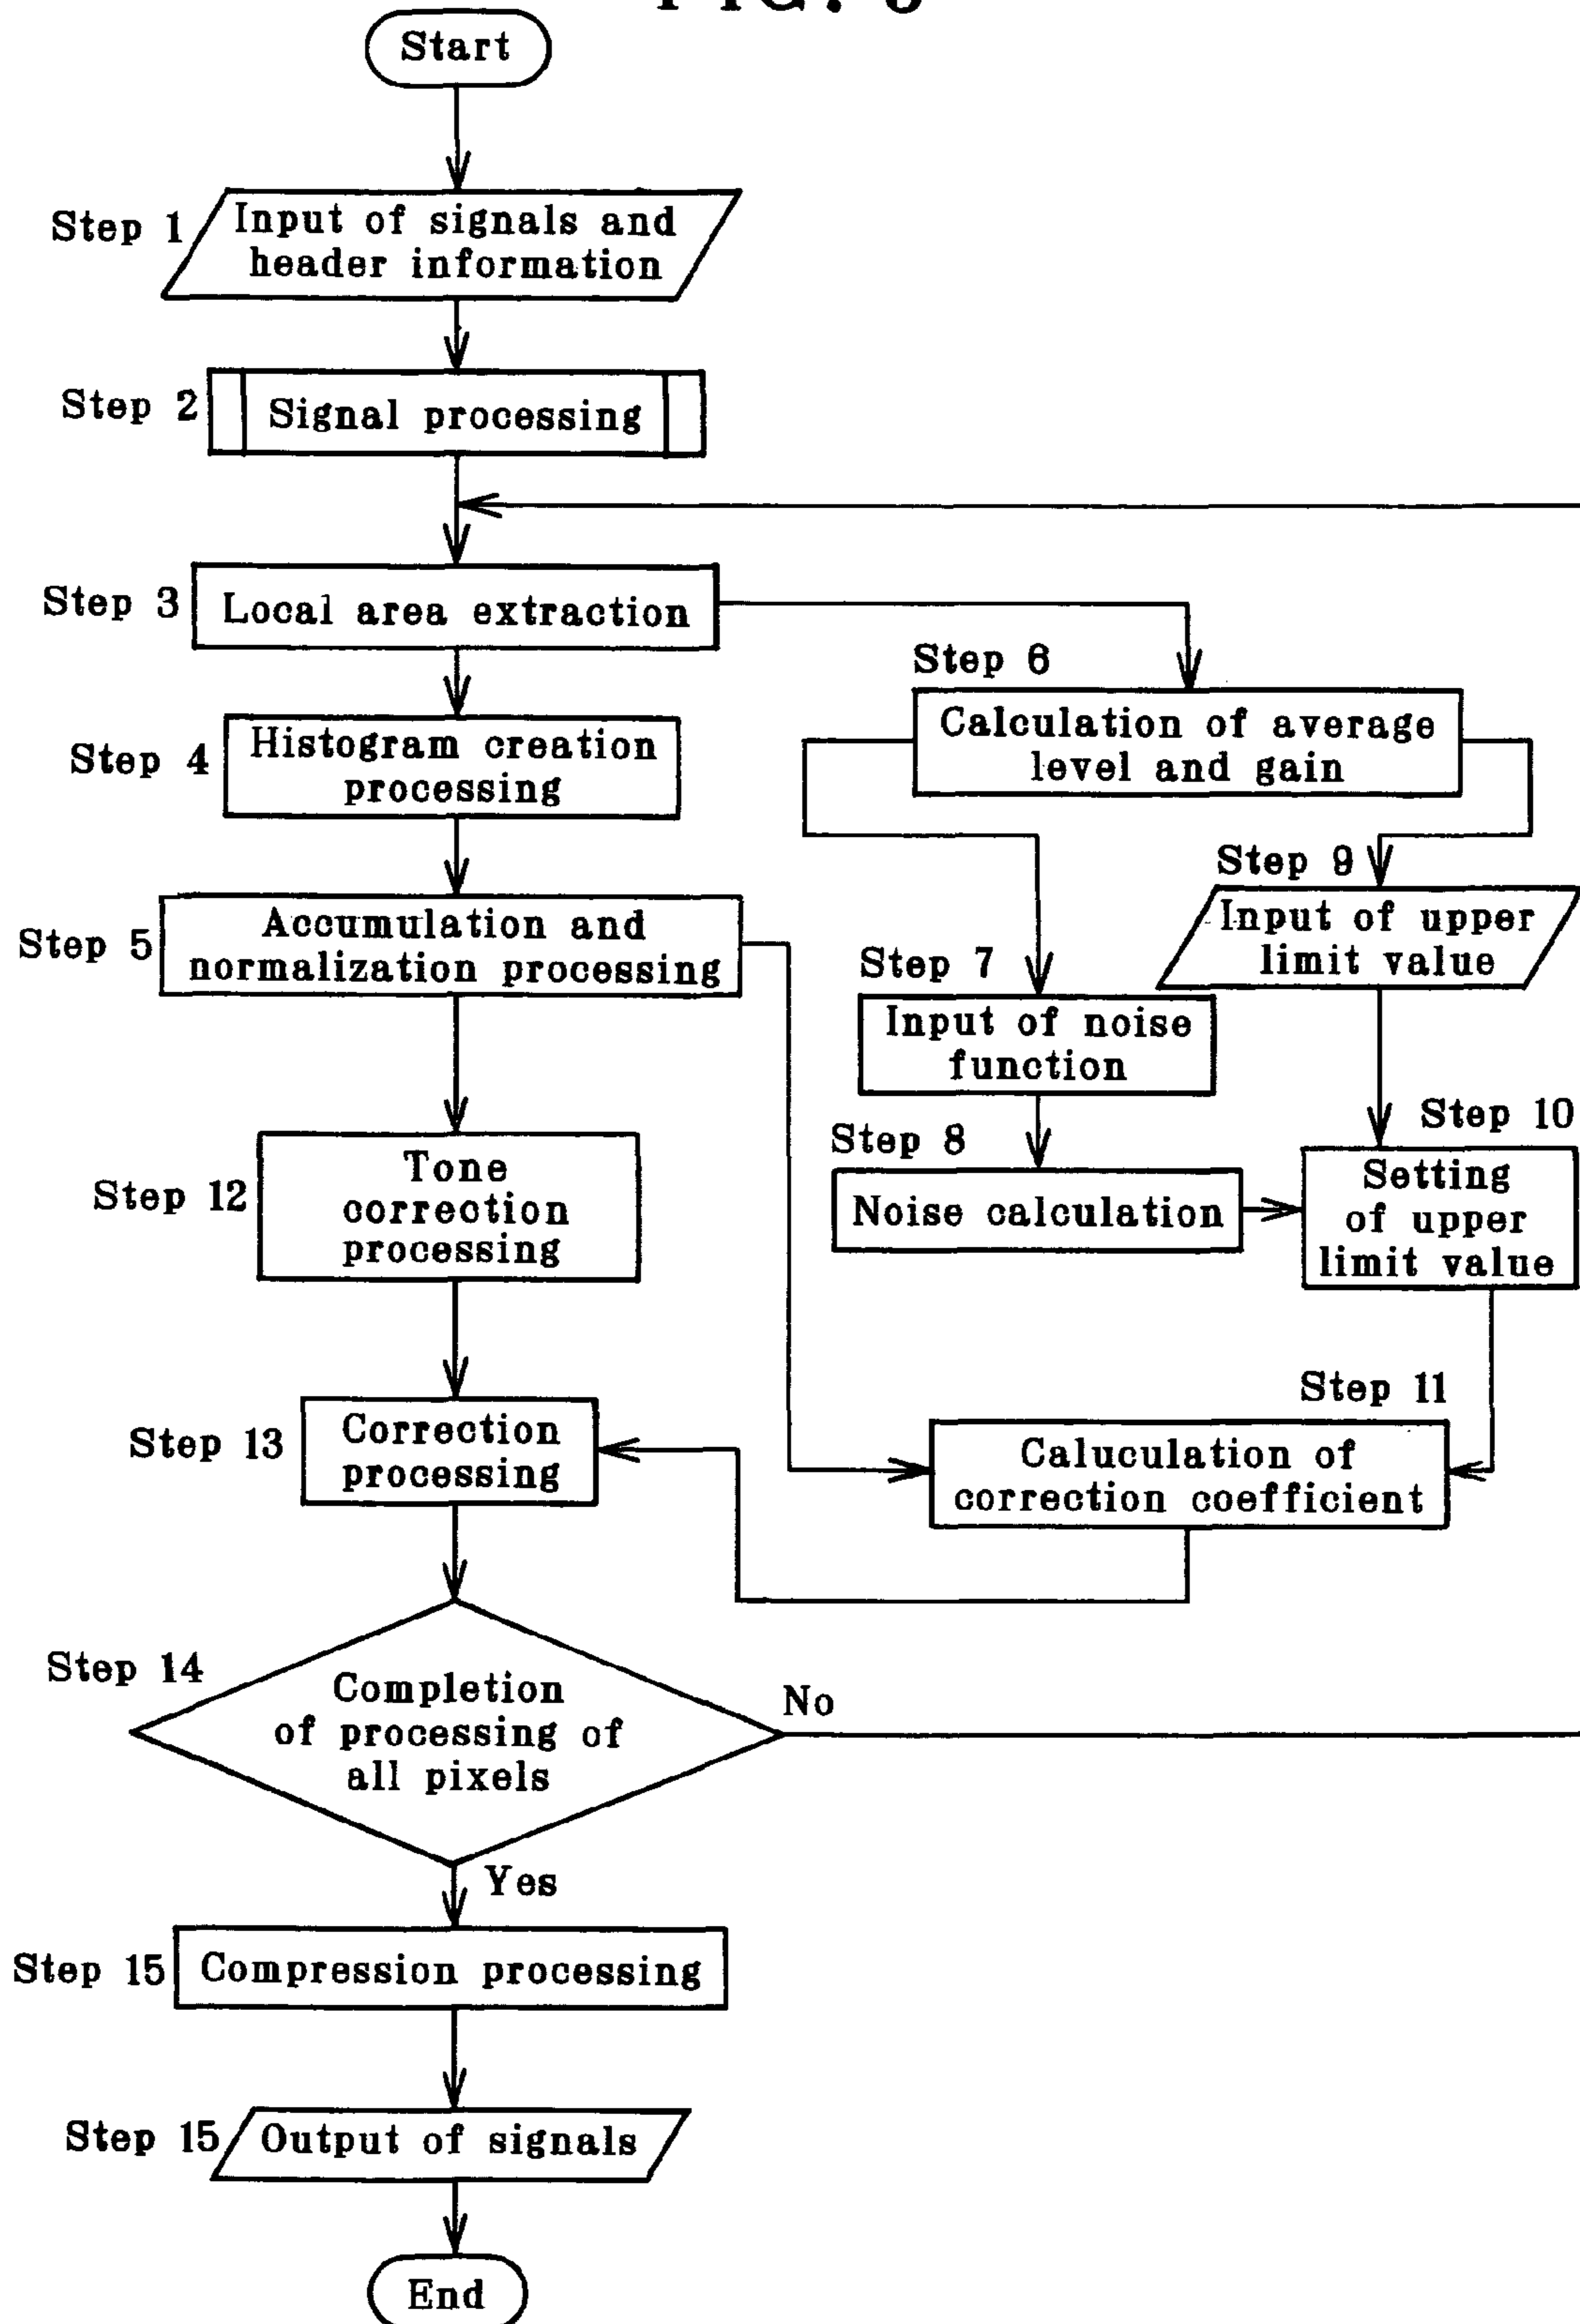 Start
Step 1
Input of signals and
header information
Step 2
Signal processing
Step 3
Local area extraction
Step 4
Histogram creation
processing
Step 5
Accumulation and
normalization processing
Step 6
Calculation of average
level and gain
Step 7
Input of noise
function
Step 8
Noise calculation
Step 9
Input of upper
limit value
Step 10
Setting
of upper
limit value
Step 11
Caluculation of
correction coefficient
Step 12
Tone
correction
processing
Step 13
Correction
processing
Step 14
Completion
of processing of
all pixels
No
Yes
Step 15
Compression processing
Step 15
Output of signals
End